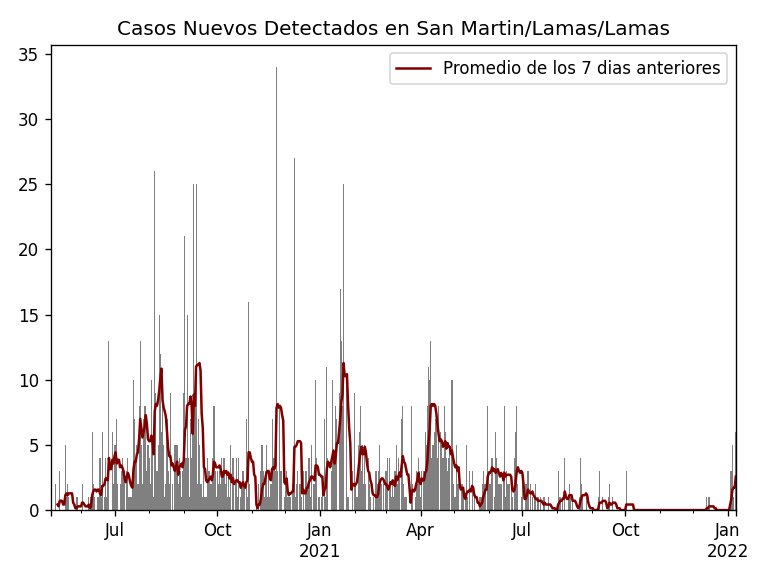 Casos Nuevos Detectados en San Martin/Lamas/Lamas
Promedio de los 7 dias anteriores
35
30
25
20
15
10
5
0
Jul
Oct
Jan
2021
Apr
Jul
Oct
Jan
2022